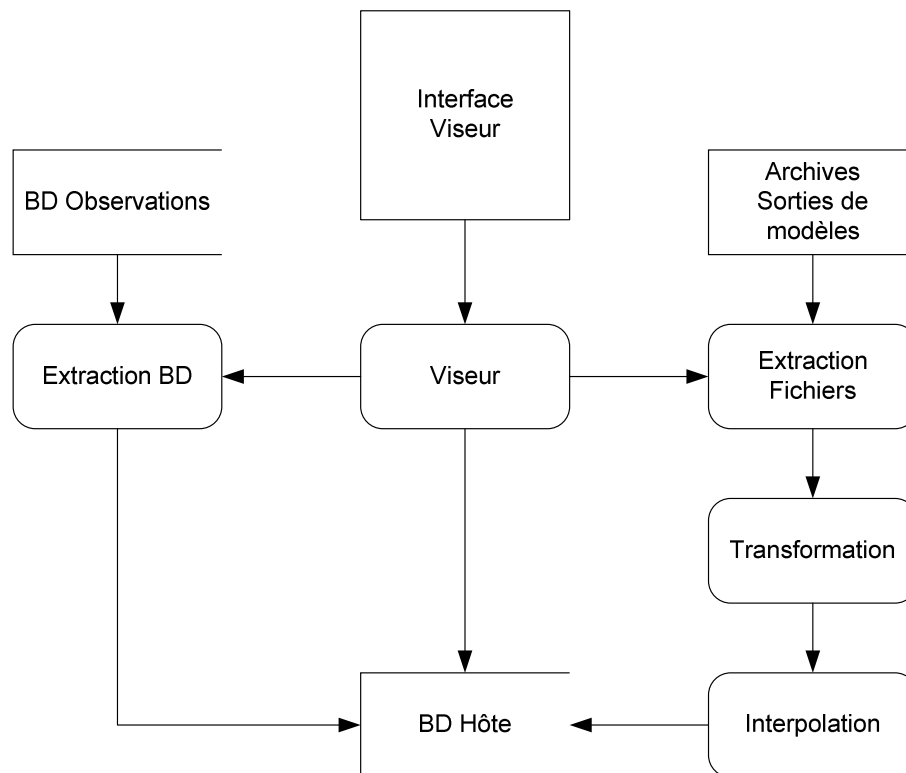 Interface
Viseur
BD Observations
Archives
Sorties de
modèles
Extraction BD
Viseur
Extraction
Fichiers
Transformation
BD Hôte
Interpolation